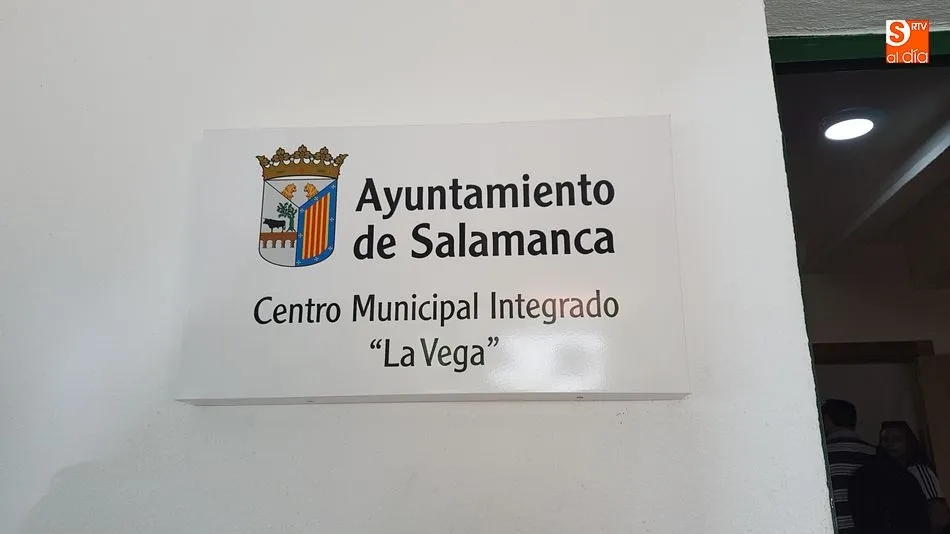 S RTV
al día
Ayuntamiento
de Salamanca
Centro Municipal Integrado
“La Vega”